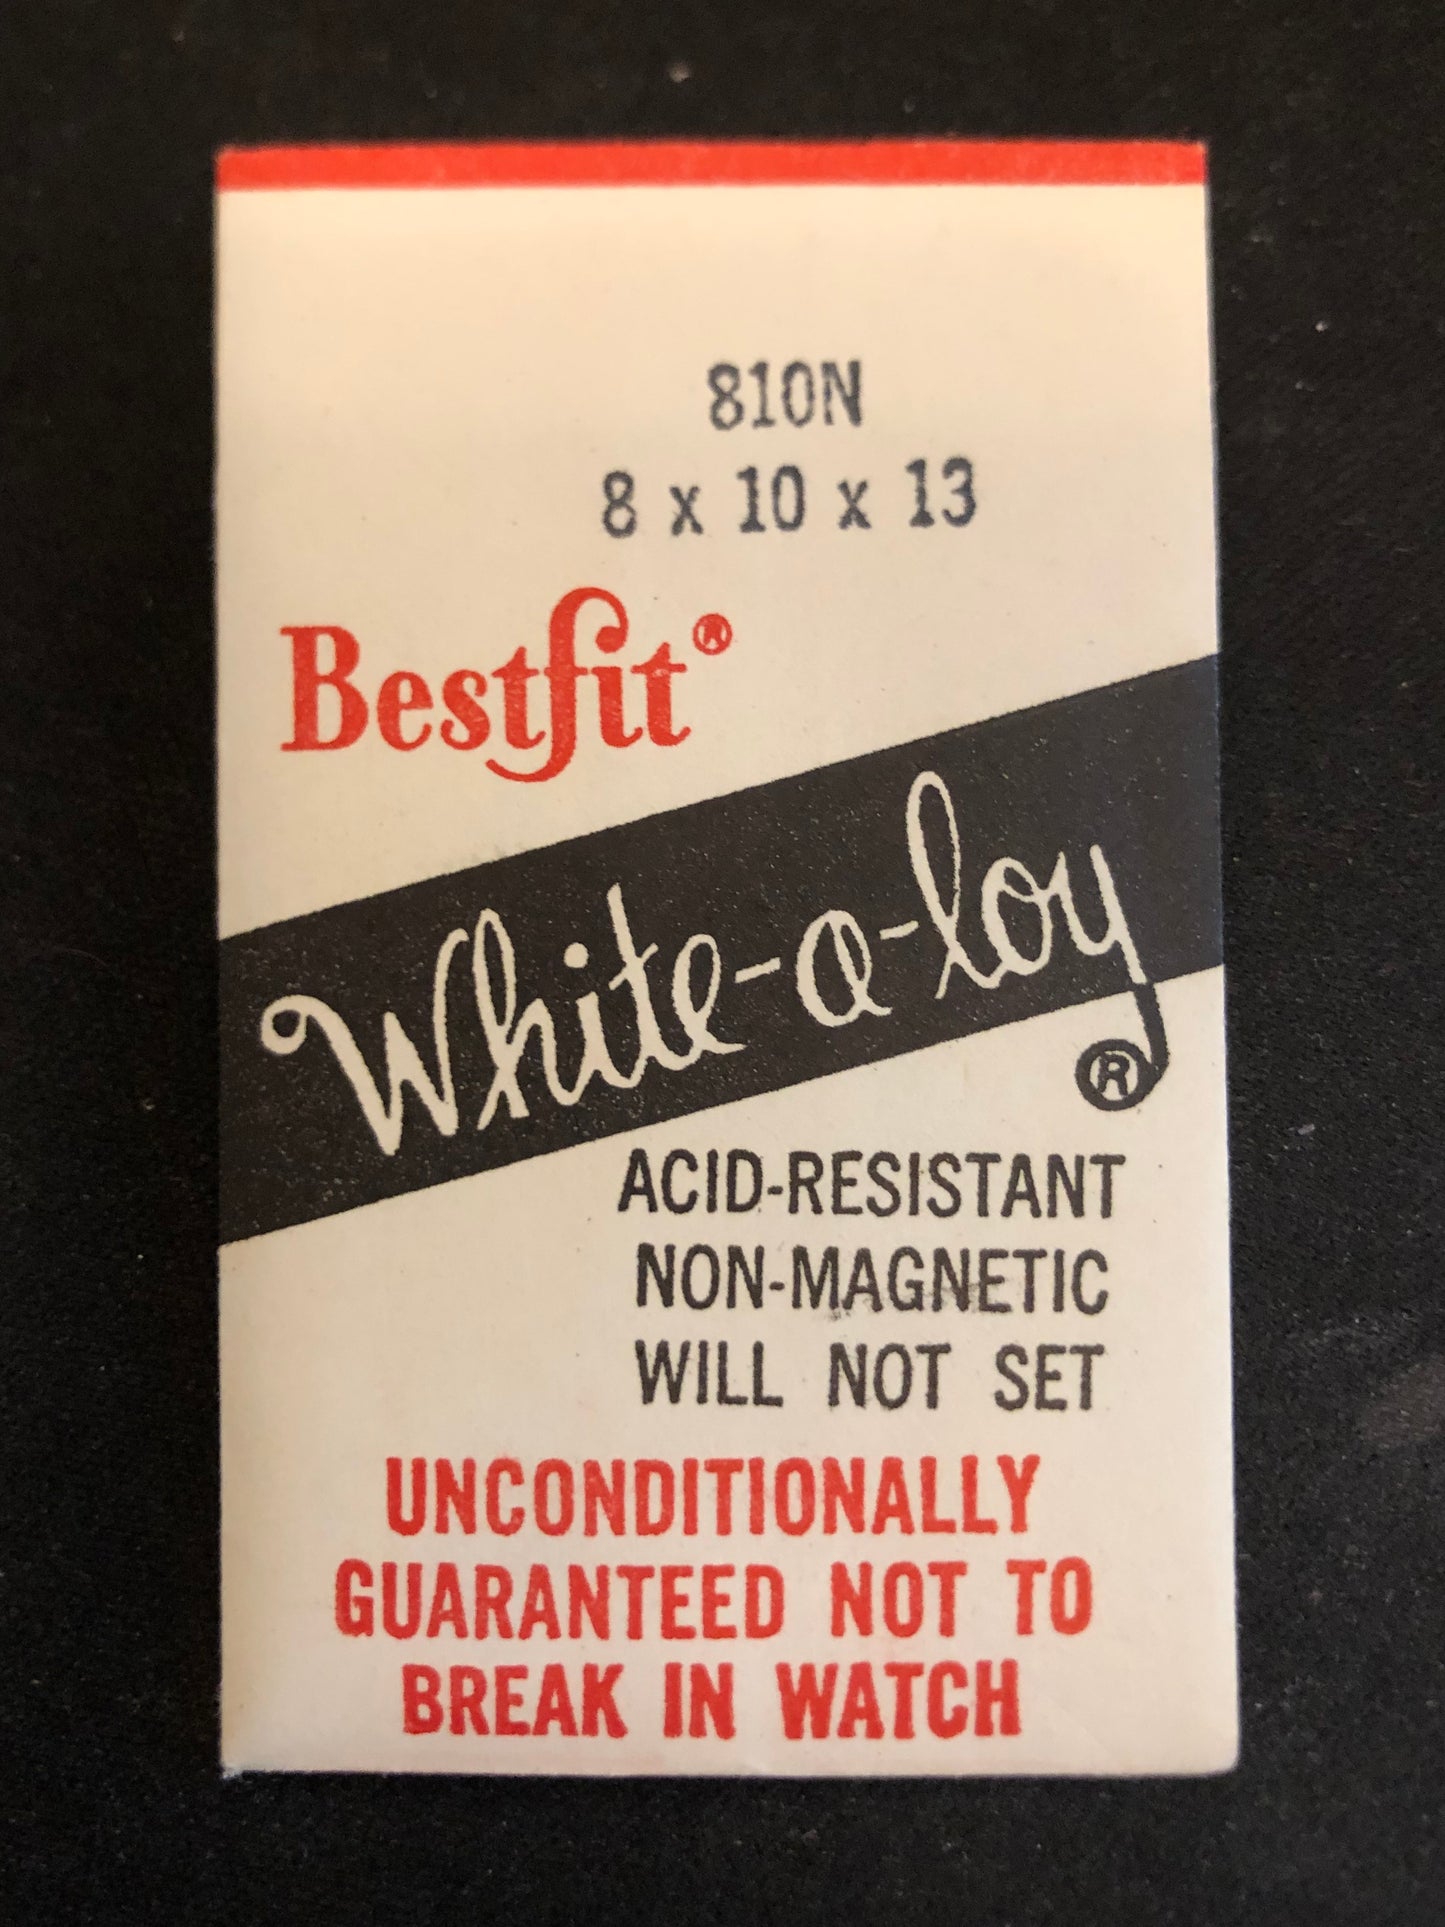 810N
8 x 10 x 13
Bestfit®
White-a-loy
®
ACID-RESISTANT
NON-MAGNETIC
WILL NOT SET
UNCONDITIONALLY
GUARANTEED NOT TO
BREAK IN WATCH